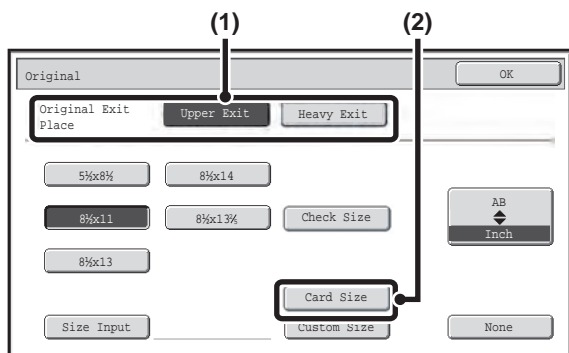 (1) (2)
Original OK
Original Exit Upper Exit Heavy Exit
Place
5½x8½ 8½x14
8½x11 8½x13⅖ Check Size AB
Inch
8½x13
Card Size
Size Input Custom Size None